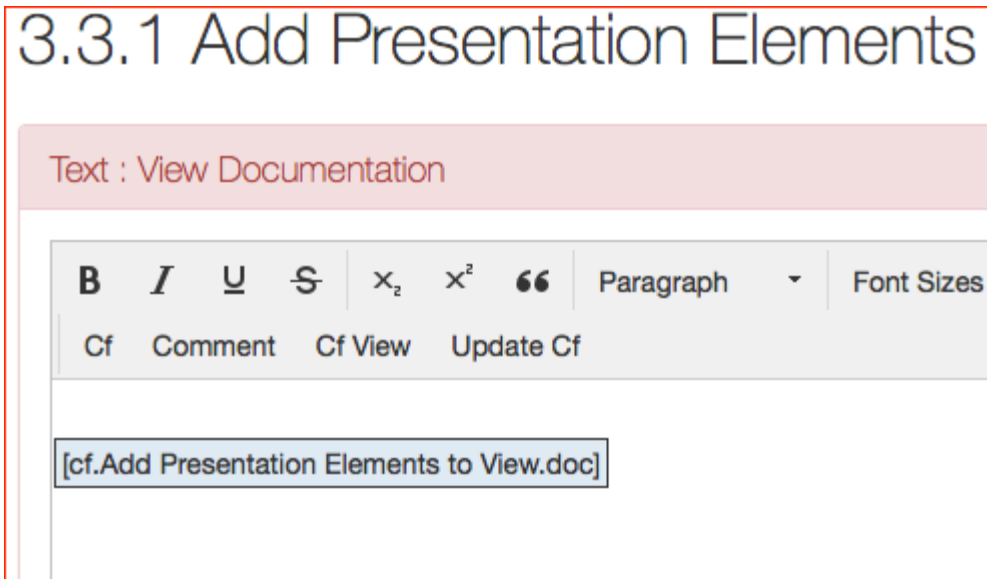 3.3.1 Add Presentation Elements
Text : View Documentation
B I U S x₂ x² “ Paragraph Font Sizes
Cf Comment Cf View Update Cf
[cf.Add Presentation Elements to View.doc]